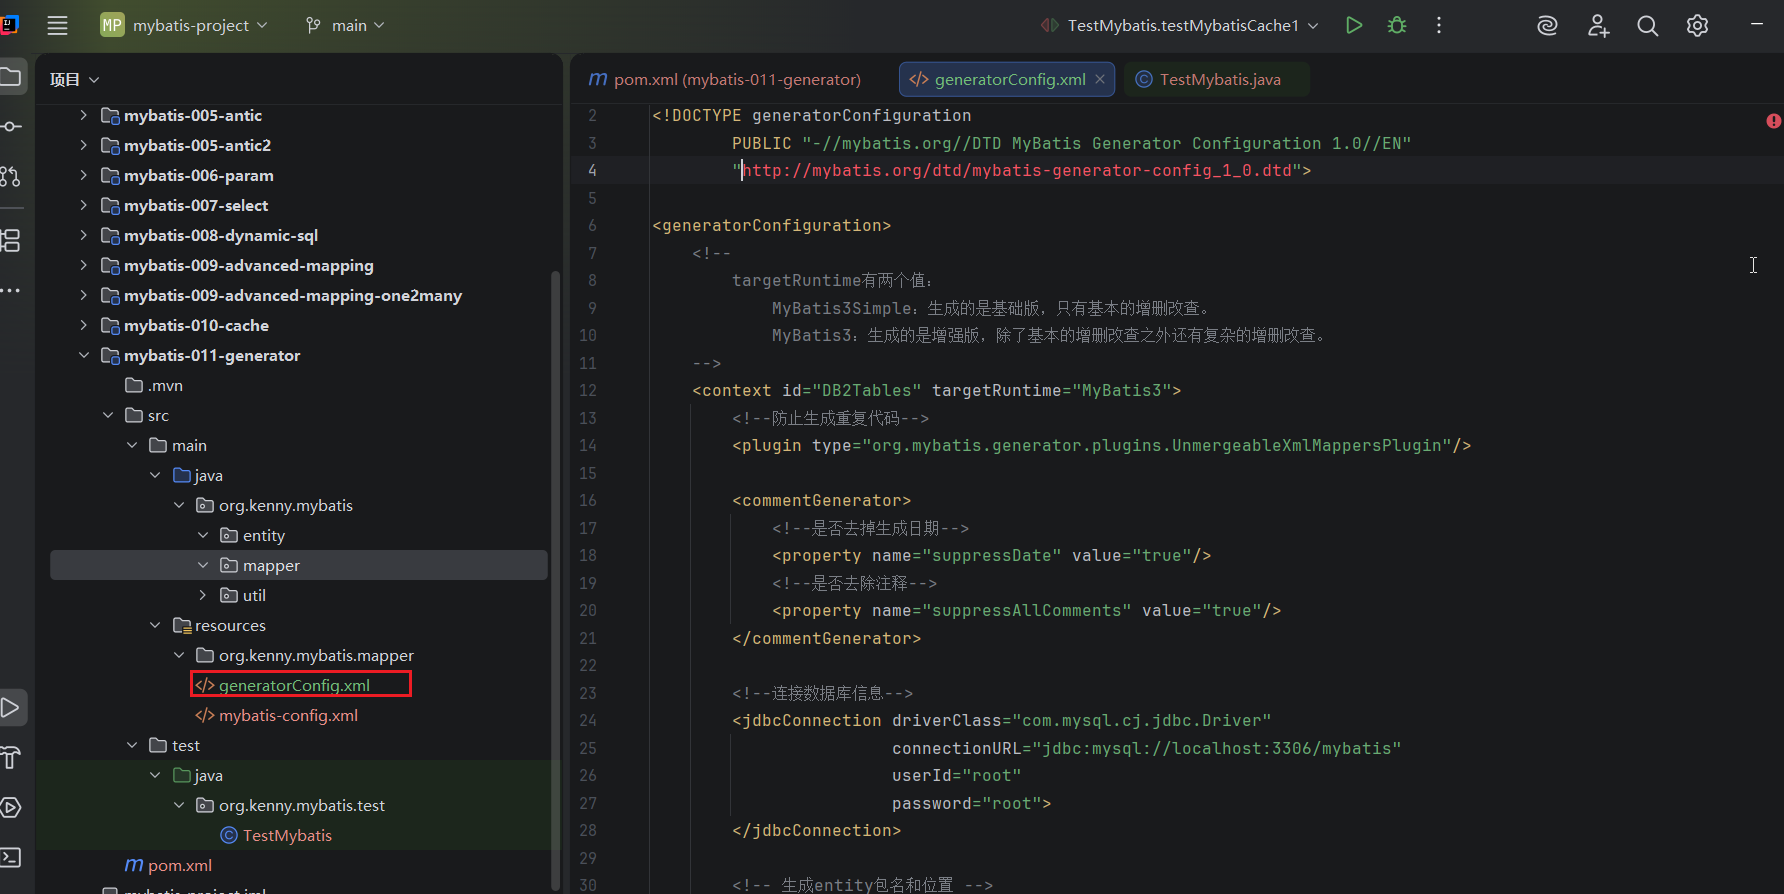 MP mybatis-project main TestMybatis.testMybatisCache1
项目
mybatis-005-antic
mybatis-005-antic2
mybatis-006-param
mybatis-007-select
mybatis-008-dynamic-sql
mybatis-009-advanced-mapping
mybatis-009-advanced-mapping-one2many
mybatis-010-cache
mybatis-011-generator
.mvn
src
main
java
org.kenny.mybatis
entity
mapper
util
resources
org.kenny.mybatis.mapper
</> generatorConfig.xml
</> mybatis-config.xml
test
java
org.kenny.mybatis.test
TestMybatis
m pom.xml
mybatis-project.iml
m pom.xml (mybatis-011-generator) </> generatorConfig.xml TestMybatis.java
2 <!DOCTYPE generatorConfiguration
3 PUBLIC "-//mybatis.org//DTD MyBatis Generator Configuration 1.0//EN"
4 "http://mybatis.org/dtd/mybatis-generator-config_1_0.dtd">
5
6 <generatorConfiguration>
7 <!--
8 targetRuntime有两个值：
9 MyBatis3Simple：生成的是基础版，只有基本的增删改查。
10 MyBatis3：生成的是增强版，除了基本的增删改查之外还有复杂的增删改查。
11 -->
12 <context id="DB2Tables" targetRuntime="MyBatis3">
13 <!--防止生成重复代码-->
14 <plugin type="org.mybatis.generator.plugins.UnmergeableXmlMappersPlugin"/>
15
16 <commentGenerator>
17 <!--是否去掉生成日期-->
18 <property name="suppressDate" value="true"/>
19 <!--是否去除注释-->
20 <property name="suppressAllComments" value="true"/>
21 </commentGenerator>
22
23 <!--连接数据库信息-->
24 <jdbcConnection driverClass="com.mysql.cj.jdbc.Driver"
25 connectionURL="jdbc:mysql://localhost:3306/mybatis"
26 userId="root"
27 password="root">
28 </jdbcConnection>
29
30 <!-- 生成entity包名和位置 -->